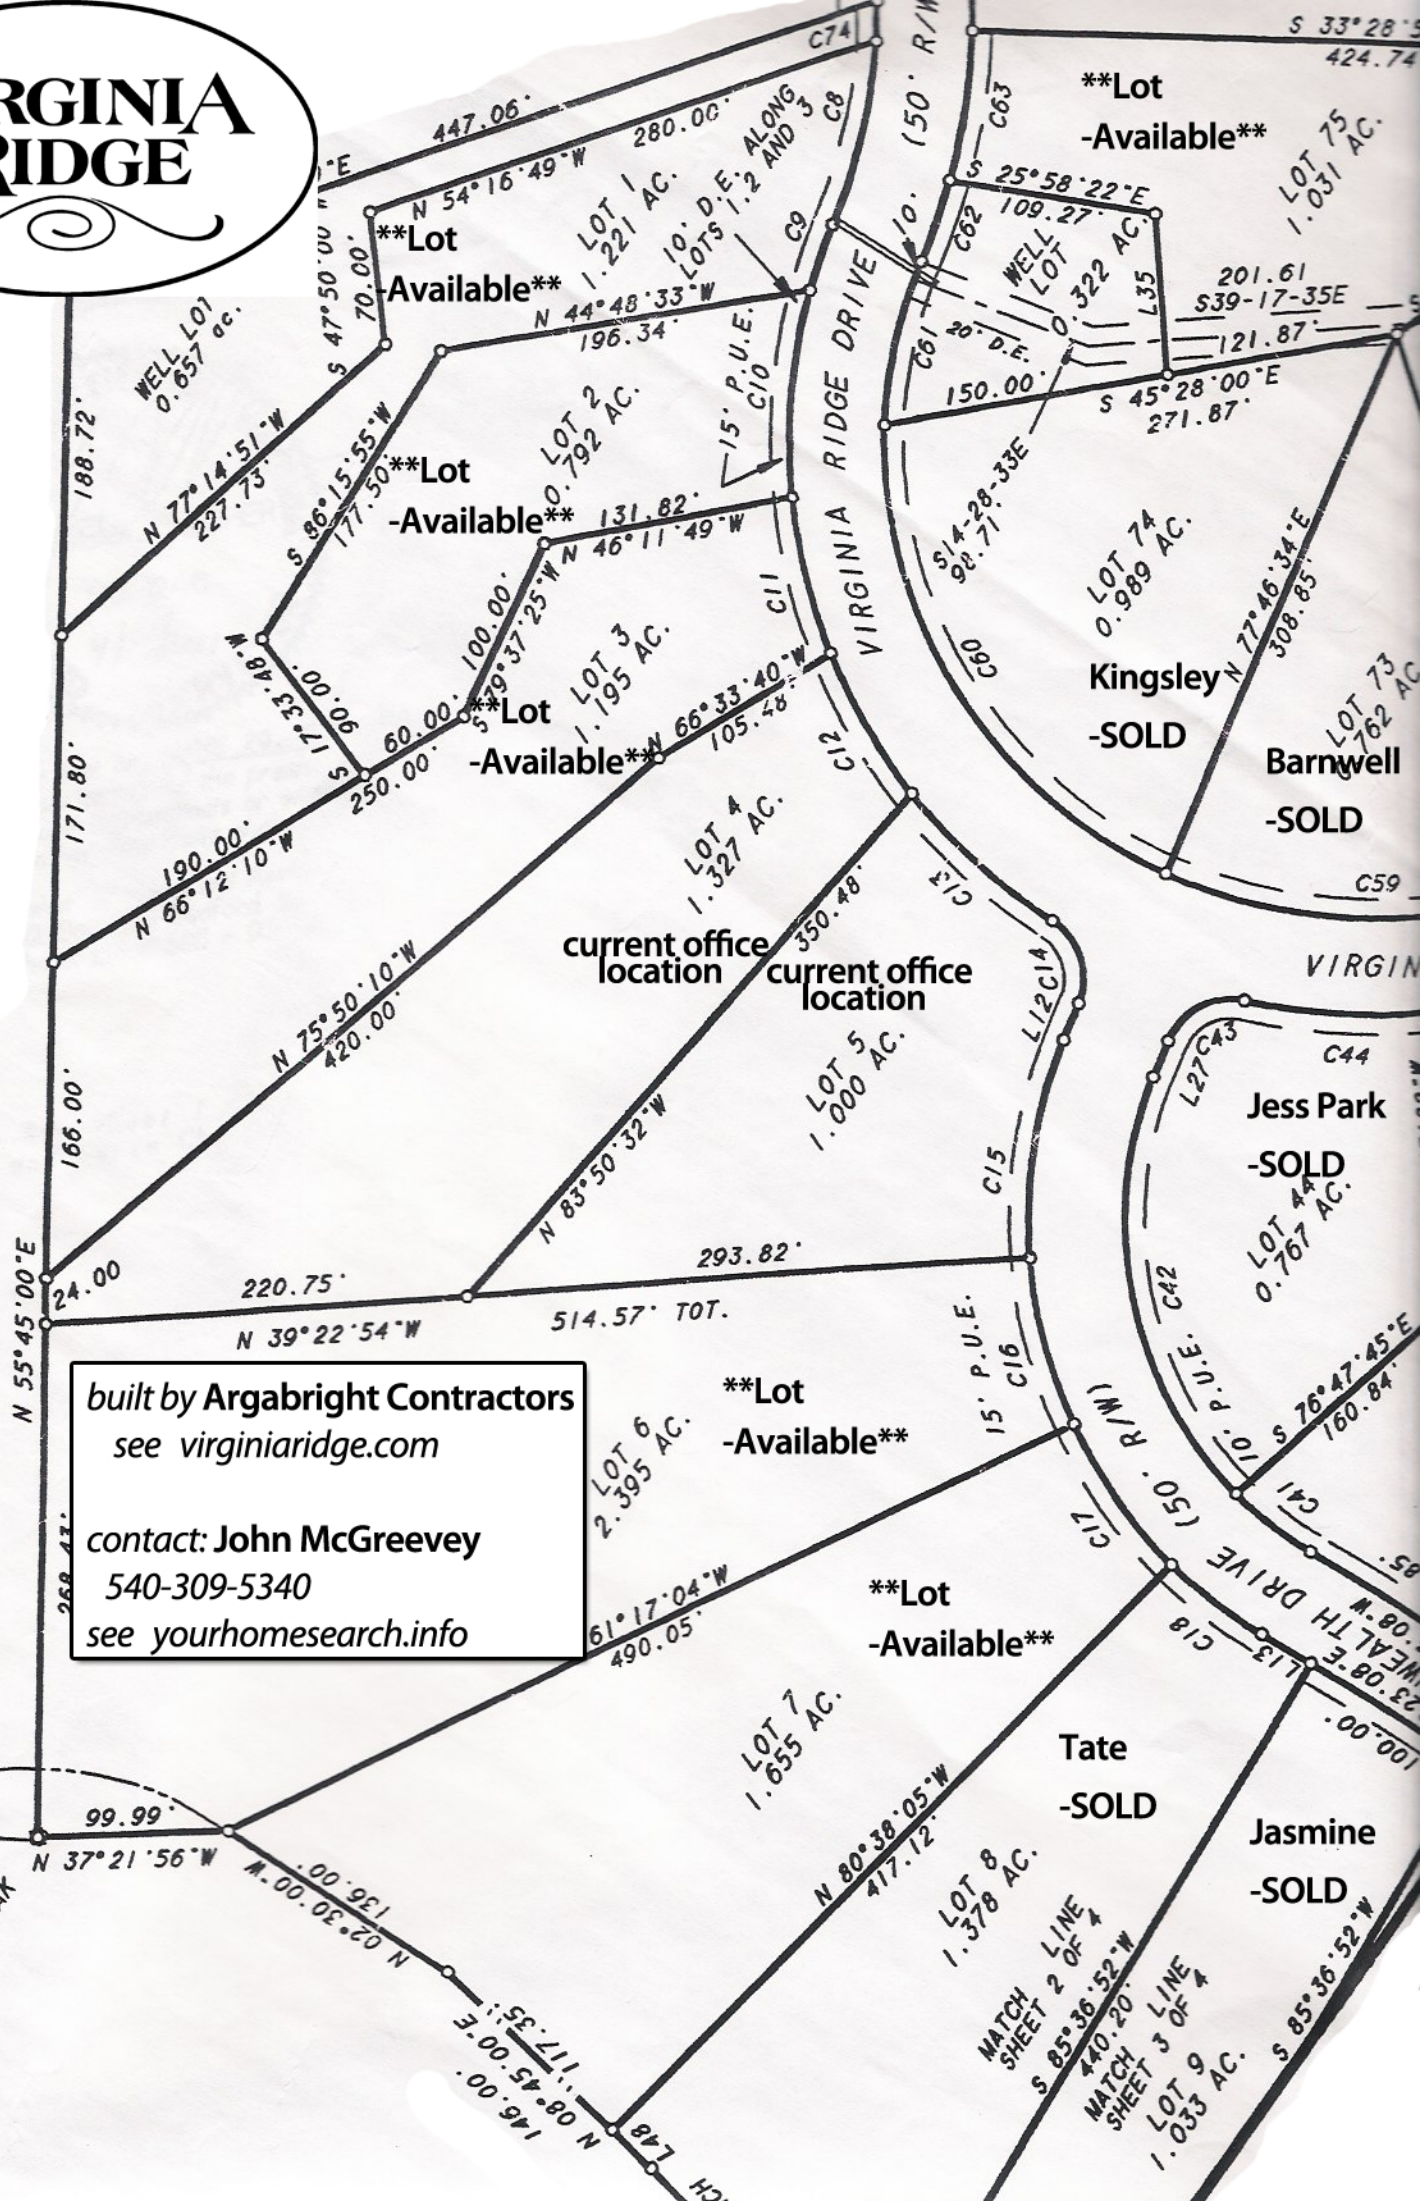 RGINIA
RIDGE
C74
(50' R/W
S 33°28'5
424.74
447.06'
280.00'
N 54°16'49"W
°E
C8
C63
**Lot
-Available**
LOT 75
1.031 AC.
LOT 1
1.221 AC.
10' D.E. ALONG
LOTS 1,2 AND 3
C9
S 47°50'00"W
70.00'
**Lot
-Available**
N 44°48'33"W
196.34'
10'
C62
S 25°58'22"E
109.27'
WELL
LOT
0.322 AC.
L35
201.61
S39-17-35E
121.87'
20' D.E.
C61
150.00'
S 45°28'00"E
271.87'
WELL LOT
0.657 ac.
188.72'
N 77°14'51"W
227.73'
S 86°15'55"W
177.50'
LOT 2
0.792 AC.
**Lot
-Available**
15' P.U.E.
C10
VIRGINIA RIDGE DRIVE
131.82'
N 46°11'49"W
S14-28-33E
98.71'
LOT 74
0.989 AC.
Kingsley
-SOLD
N 77°46'34"E
308.85'
LOT 73
762 AC
Barnwell
-SOLD
C60
C59
C11
100.00'
S 79°37'25"W
LOT 3
1.195 AC.
**Lot
-Available**
60.00'
S 17°33'48"W
90.00'
250.00'
190.00'
N 66°12'10"W
171.80'
N 66°33'40"W
105.48'
C12
LOT 4
1.327 AC.
current office
location
350.48'
N 83°50'32"W
C13
current office
location
LOT 5
1.000 AC.
C14
L12
VIRGIN
C43
L27
C44
Jess Park
-SOLD
LOT 44
0.767 AC.
N 75°50'10"W
420.00'
166.00'
C15
N 55°45'00"E
24.00
220.75'
293.82'
N 39°22'54"W
514.57' TOT.
C42
10' P.U.E.
S 76°47'45"E
160.84'
15' P.U.E.
C16
(50' R/W)
built by Argabright Contractors
see virginiaridge.com
contact: John McGreevey
540-309-5340
see yourhomesearch.info
**Lot
-Available**
LOT 6
2.395 AC.
268.43'
61°17'04"W
490.05'
C17
C41
85'
**Lot
-Available**
LOT 7
1.655 AC.
C18
L13
WEALTH DRIVE
'08"W
23'08"E
100.00'
Tate
-SOLD
N 80°38'05"W
417.12'
LOT 8
1.378 AC.
Jasmine
-SOLD
99.99'
N 37°21'56"W
N 02°30'00"W
136.00'
MATCH LINE
SHEET 2 OF 4
S 85°36'52"W
440.20'
MATCH LINE
SHEET 3 OF 4
LOT 9
1.033 AC.
S 85°36'52"W
117.35'
N 08°45'00"E
146.00'
L48